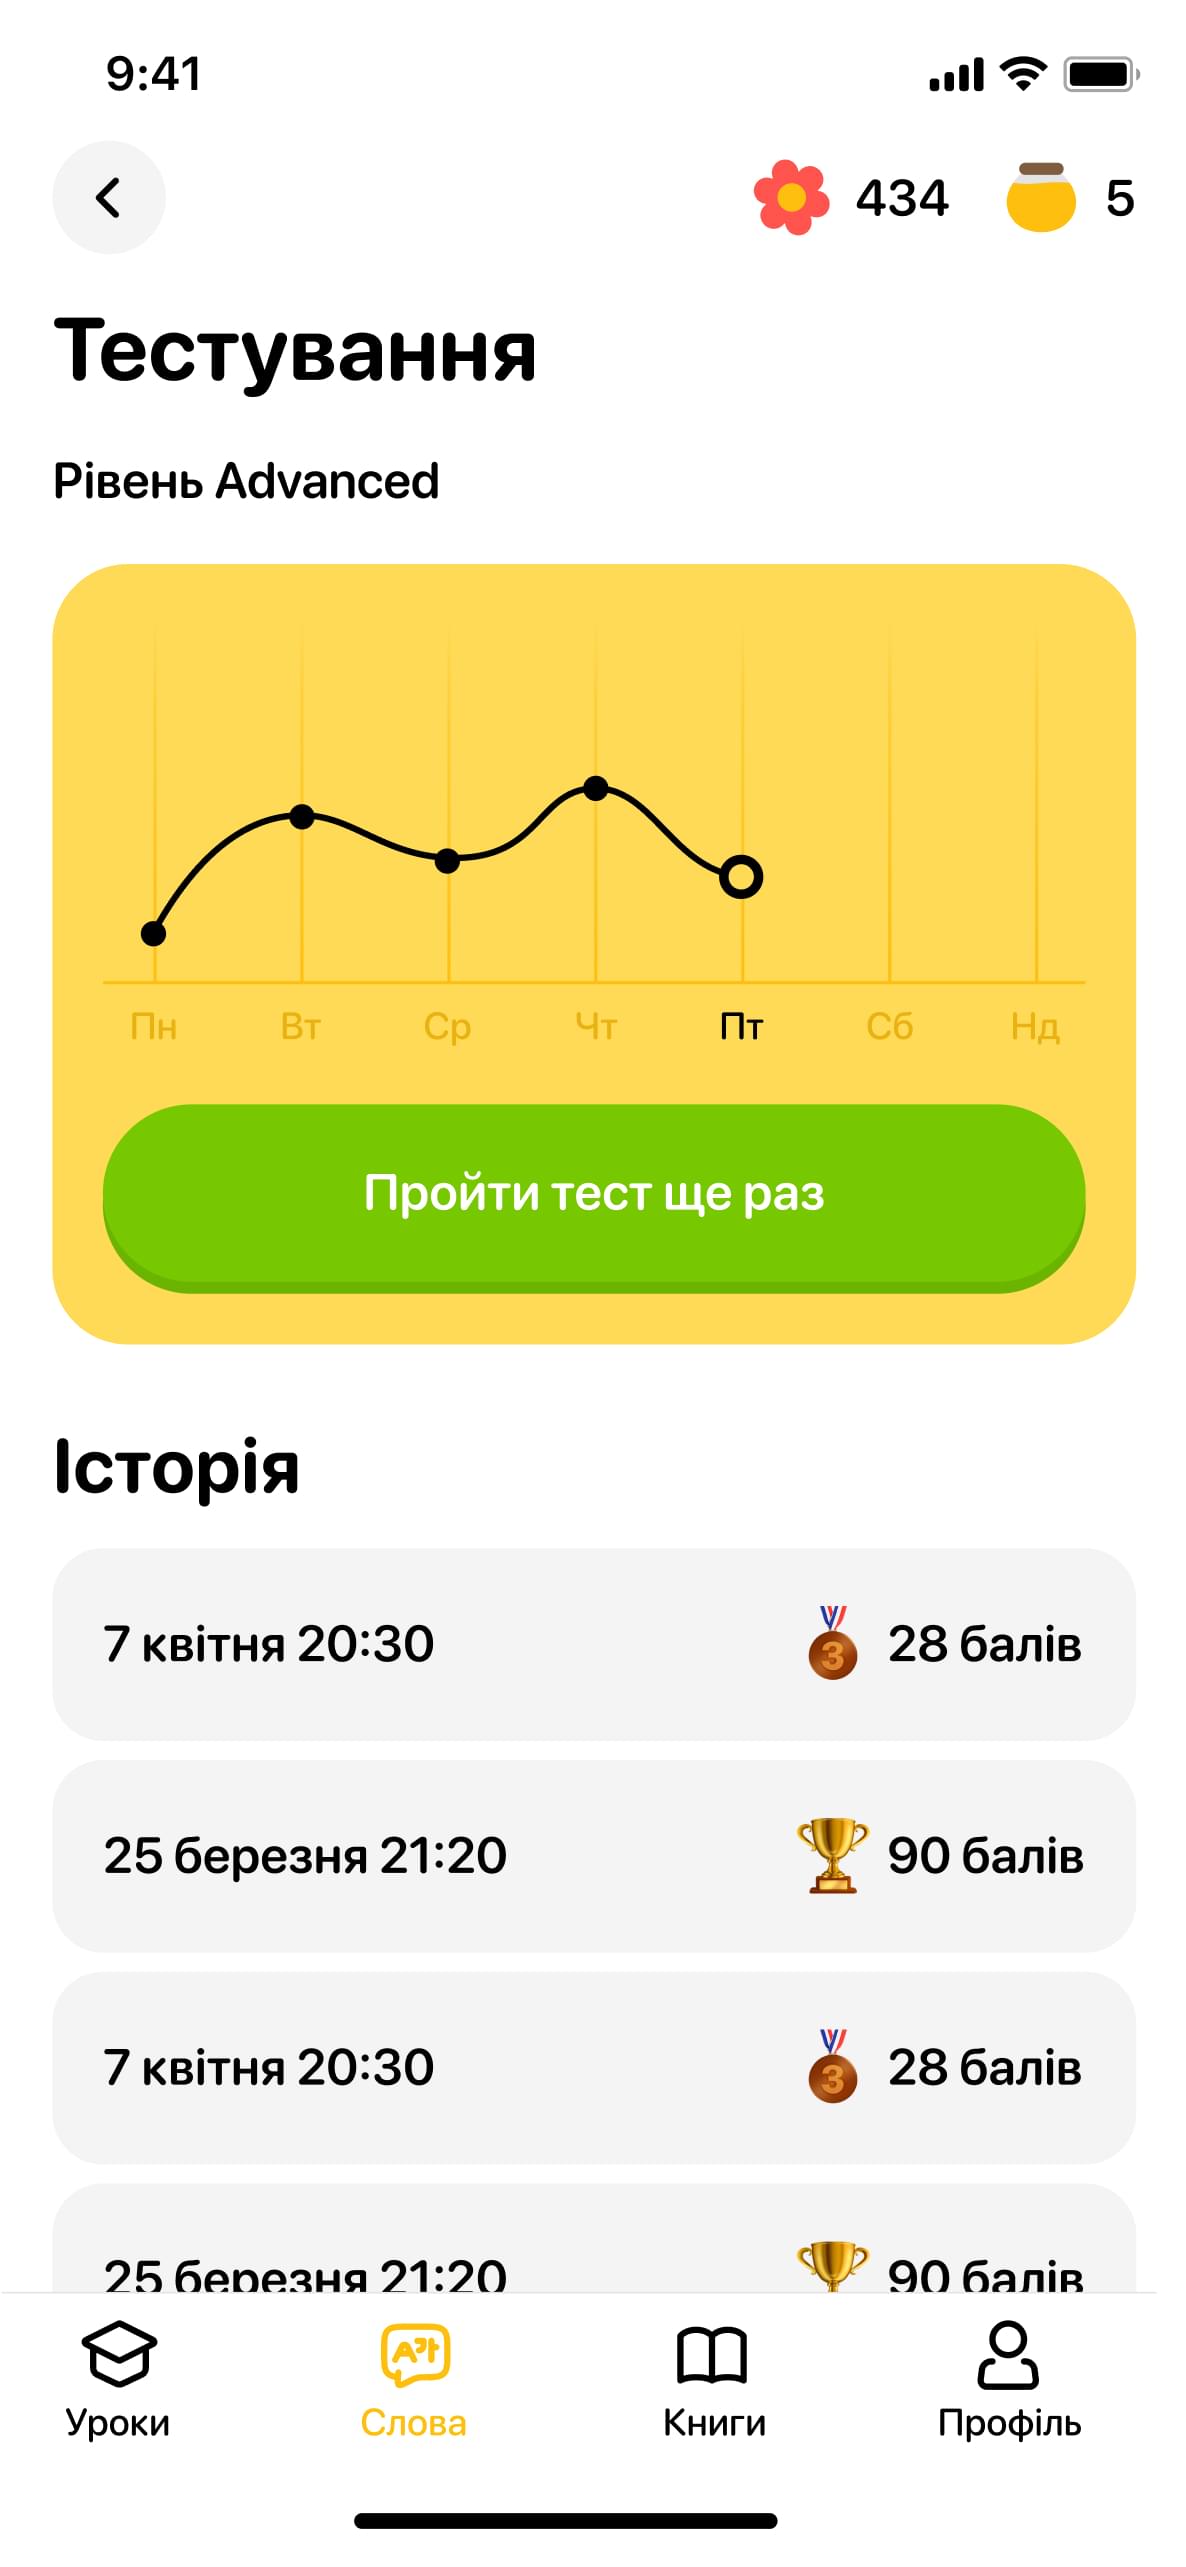 9:41
434 5
Тестування
Рівень Advanced
Пн Вт Ср Чт Пт Сб Нд
Пройти тест ще раз
Історія
7 квітня 20:30 3 28 балів
25 березня 21:20 90 балів
7 квітня 20:30 3 28 балів
25 березня 21:20 90 балів
A가
Уроки Слова Книги Профіль